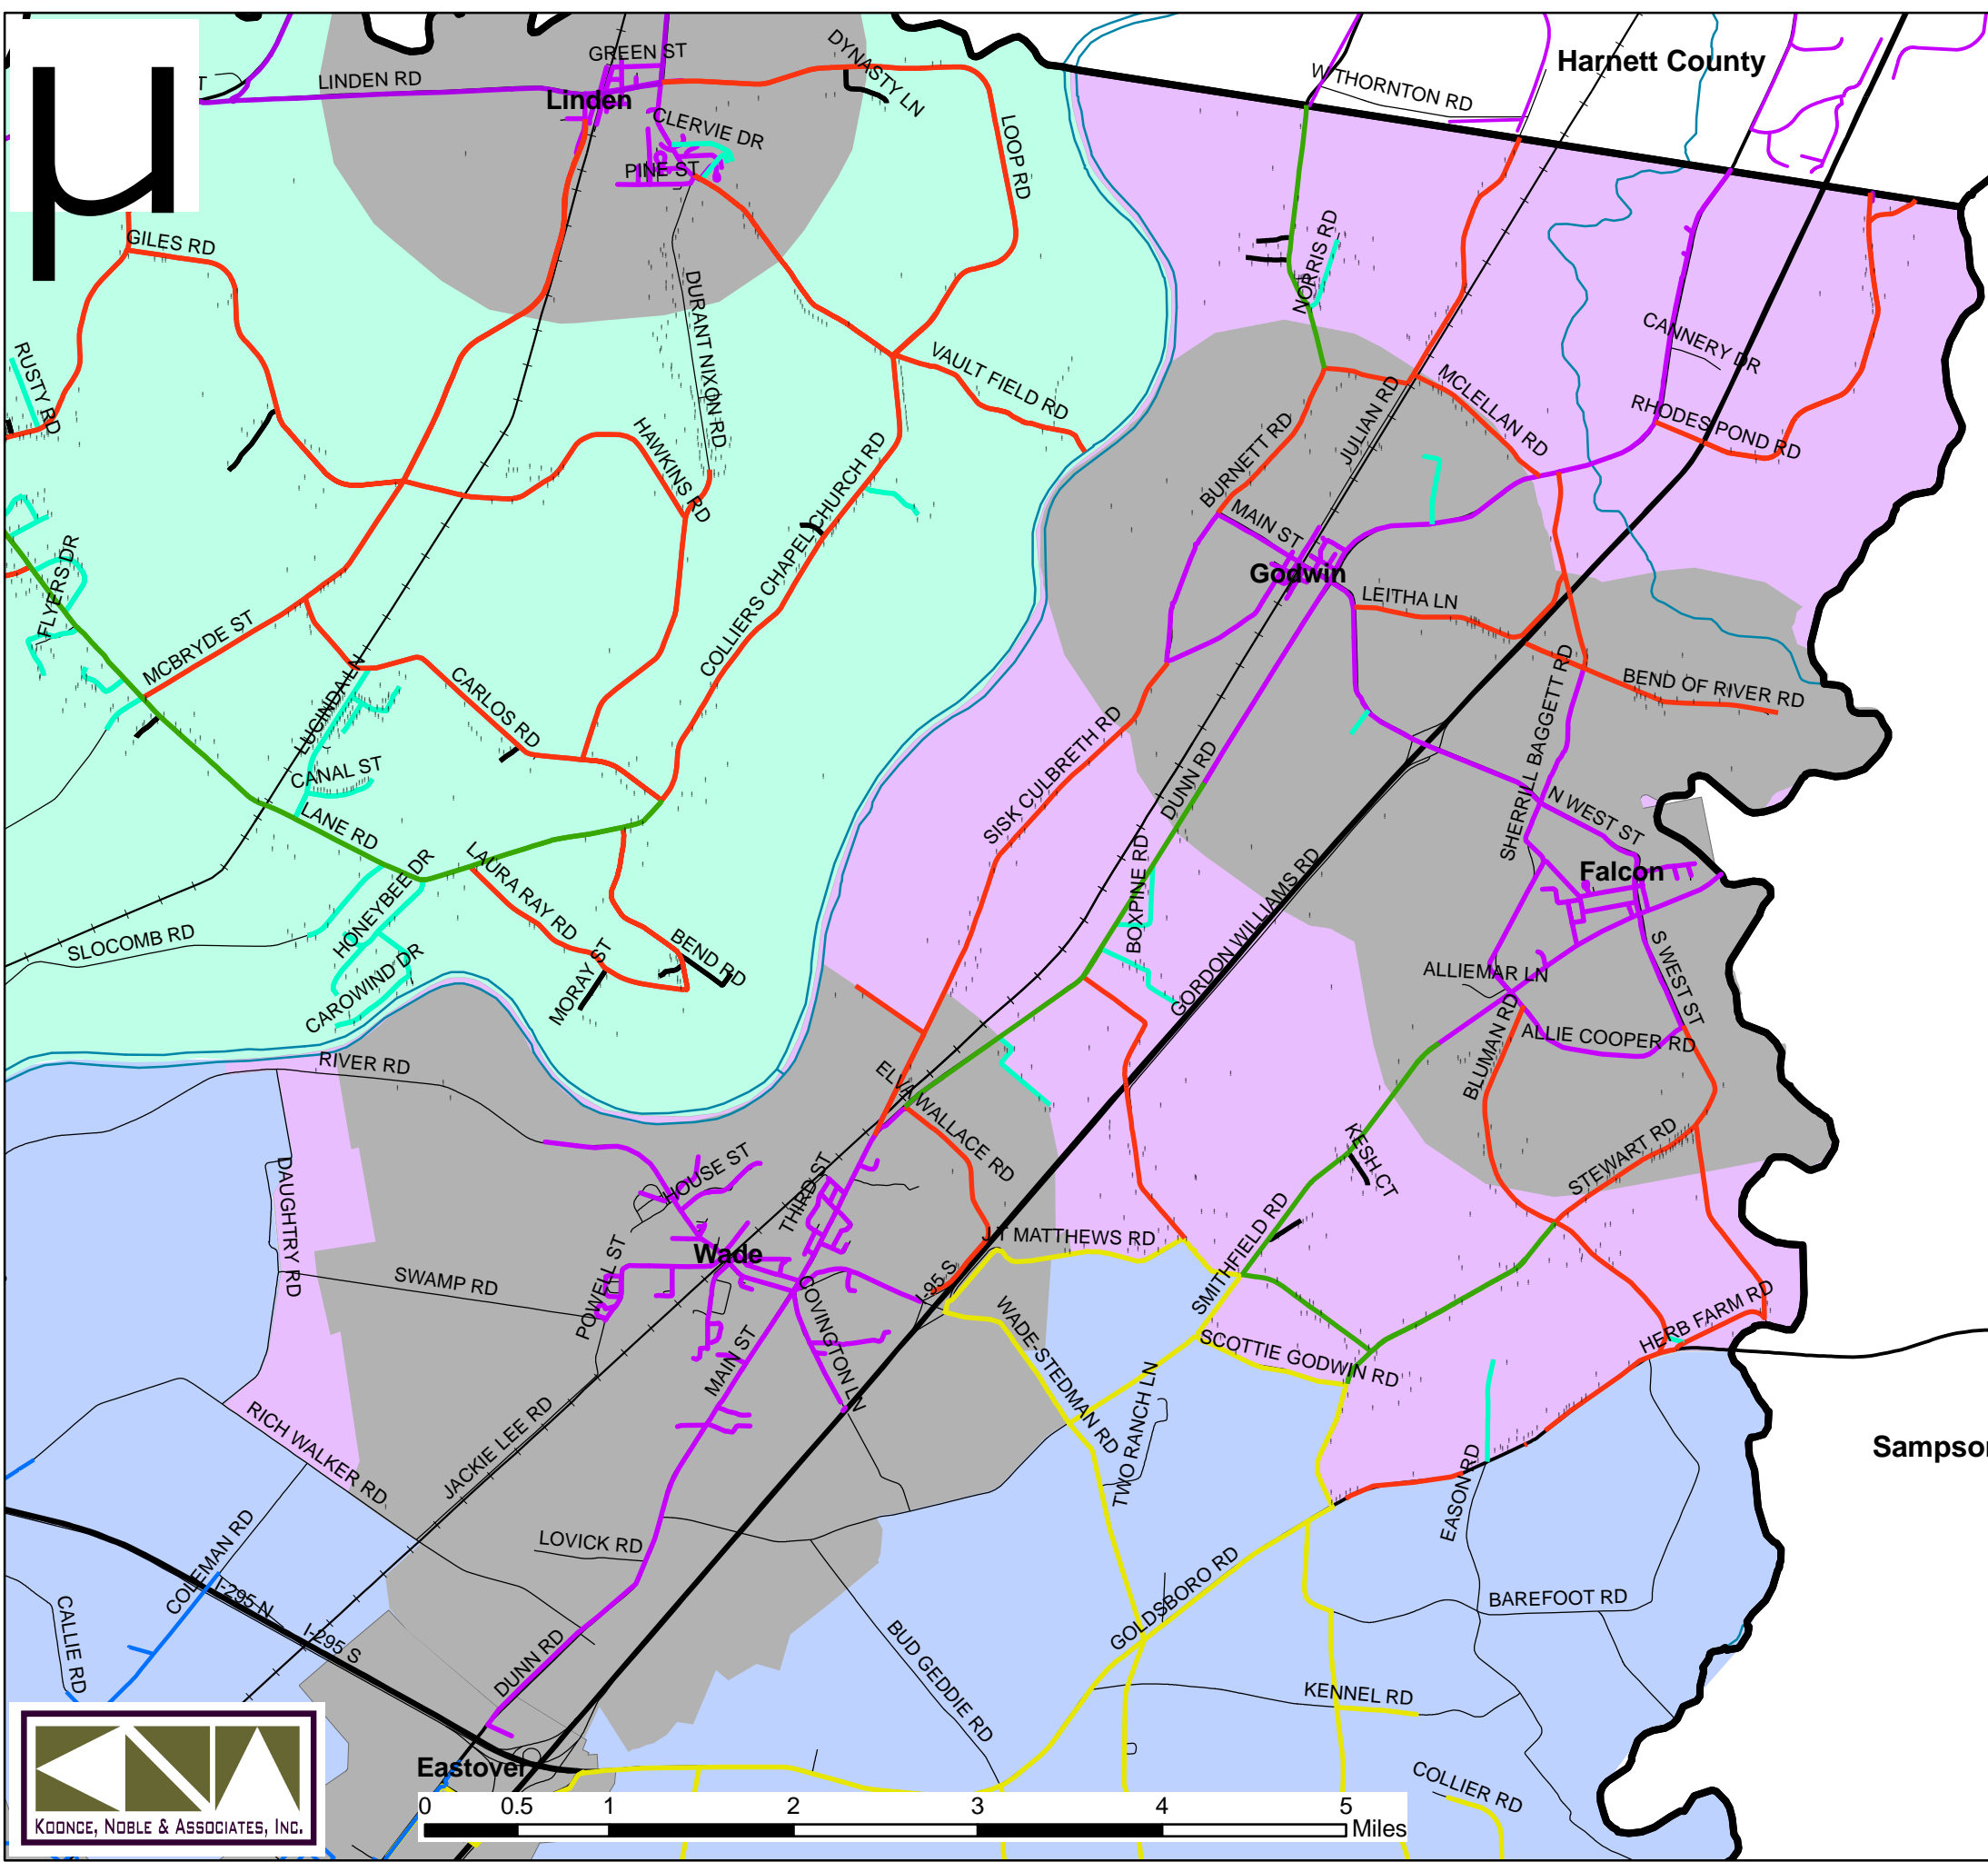 µ
GREEN ST
DYNASTY LN
Harnett County
W THORNTON RD
LINDEN RD
Linden
CLERVIE DR
LOOP RD
PINE ST
GILES RD
NORRIS RD
DURANT NIXON RD
CANNERY DR
RUSTY RD
VAULT FIELD RD
JULIAN RD
MCLELLAN RD
RHODES POND RD
HAWKINS RD
BURNETT RD
MAIN ST
COLLIERS CHAPEL CHURCH RD
Godwin
LEITHA LN
FLYERS DR
MCBRYDE ST
LUCINDA LN
CARLOS RD
BEND OF RIVER RD
SHERRILL BAGGETT RD
SISK CULBRETH RD
DUNN RD
CANAL ST
LANE RD
N WEST ST
LAURA RAY RD
HONEYBEE DR
BOXPINE RD
GORDON WILLIAMS RD
Falcon
SLOCOMB RD
BEND RD
MORAY ST
CAROWIND DR
ALLIEMAR LN
S WEST ST
BLUMAN RD
ALLIE COOPER RD
RIVER RD
ELVA WALLACE RD
KESH CT
STEWART RD
DAUGHTRY RD
HOUSE ST
THIRD ST
J T MATTHEWS RD
SMITHFIELD RD
Wade
POWELL ST
SWAMP RD
I-95 S
COVINGTON LN
WADE-STEDMAN RD
SCOTTIE GODWIN RD
HERB FARM RD
MAIN ST
TWO RANCH LN
RICH WALKER RD
JACKIE LEE RD
Sampson
EASON RD
COLEMAN RD
LOVICK RD
GOLDSBORO RD
BAREFOOT RD
I-295 N
I-295 S
CALLIE RD
DUNN RD
BUD GEDDIE RD
KENNEL RD
Eastover
COLLIER RD
0 0.5 1 2 3 4 5
Miles
KNA
KOONCE, NOBLE & ASSOCIATES, INC.